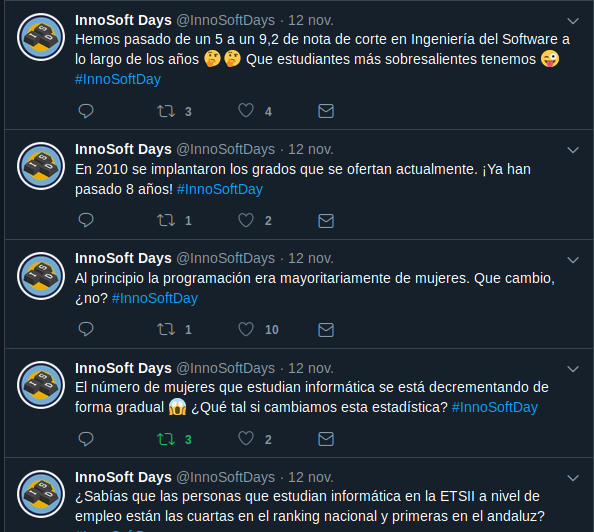 InnoSoft Days @InnoSoftDays · 12 nov.
Hemos pasado de un 5 a un 9,2 de nota de corte en Ingeniería del Software a
lo largo de los años 🤔🤔 Que estudiantes más sobresalientes tenemos 😜
#InnoSoftDay
3 4
InnoSoft Days @InnoSoftDays · 12 nov.
En 2010 se implantaron los grados que se ofertan actualmente. ¡Ya han
pasado 8 años! #InnoSoftDay
1 2
InnoSoft Days @InnoSoftDays · 12 nov.
Al principio la programación era mayoritariamente de mujeres. Que cambio,
¿no? #InnoSoftDay
1 10
InnoSoft Days @InnoSoftDays · 12 nov.
El número de mujeres que estudian informática se está decrementando de
forma gradual 😱 ¿Qué tal si cambiamos esta estadística? #InnoSoftDay
3 2
InnoSoft Days @InnoSoftDays · 12 nov.
¿Sabías que las personas que estudian informática en la ETSII a nivel de
empleo están las cuartas en el ranking nacional y primeras en el andaluz?